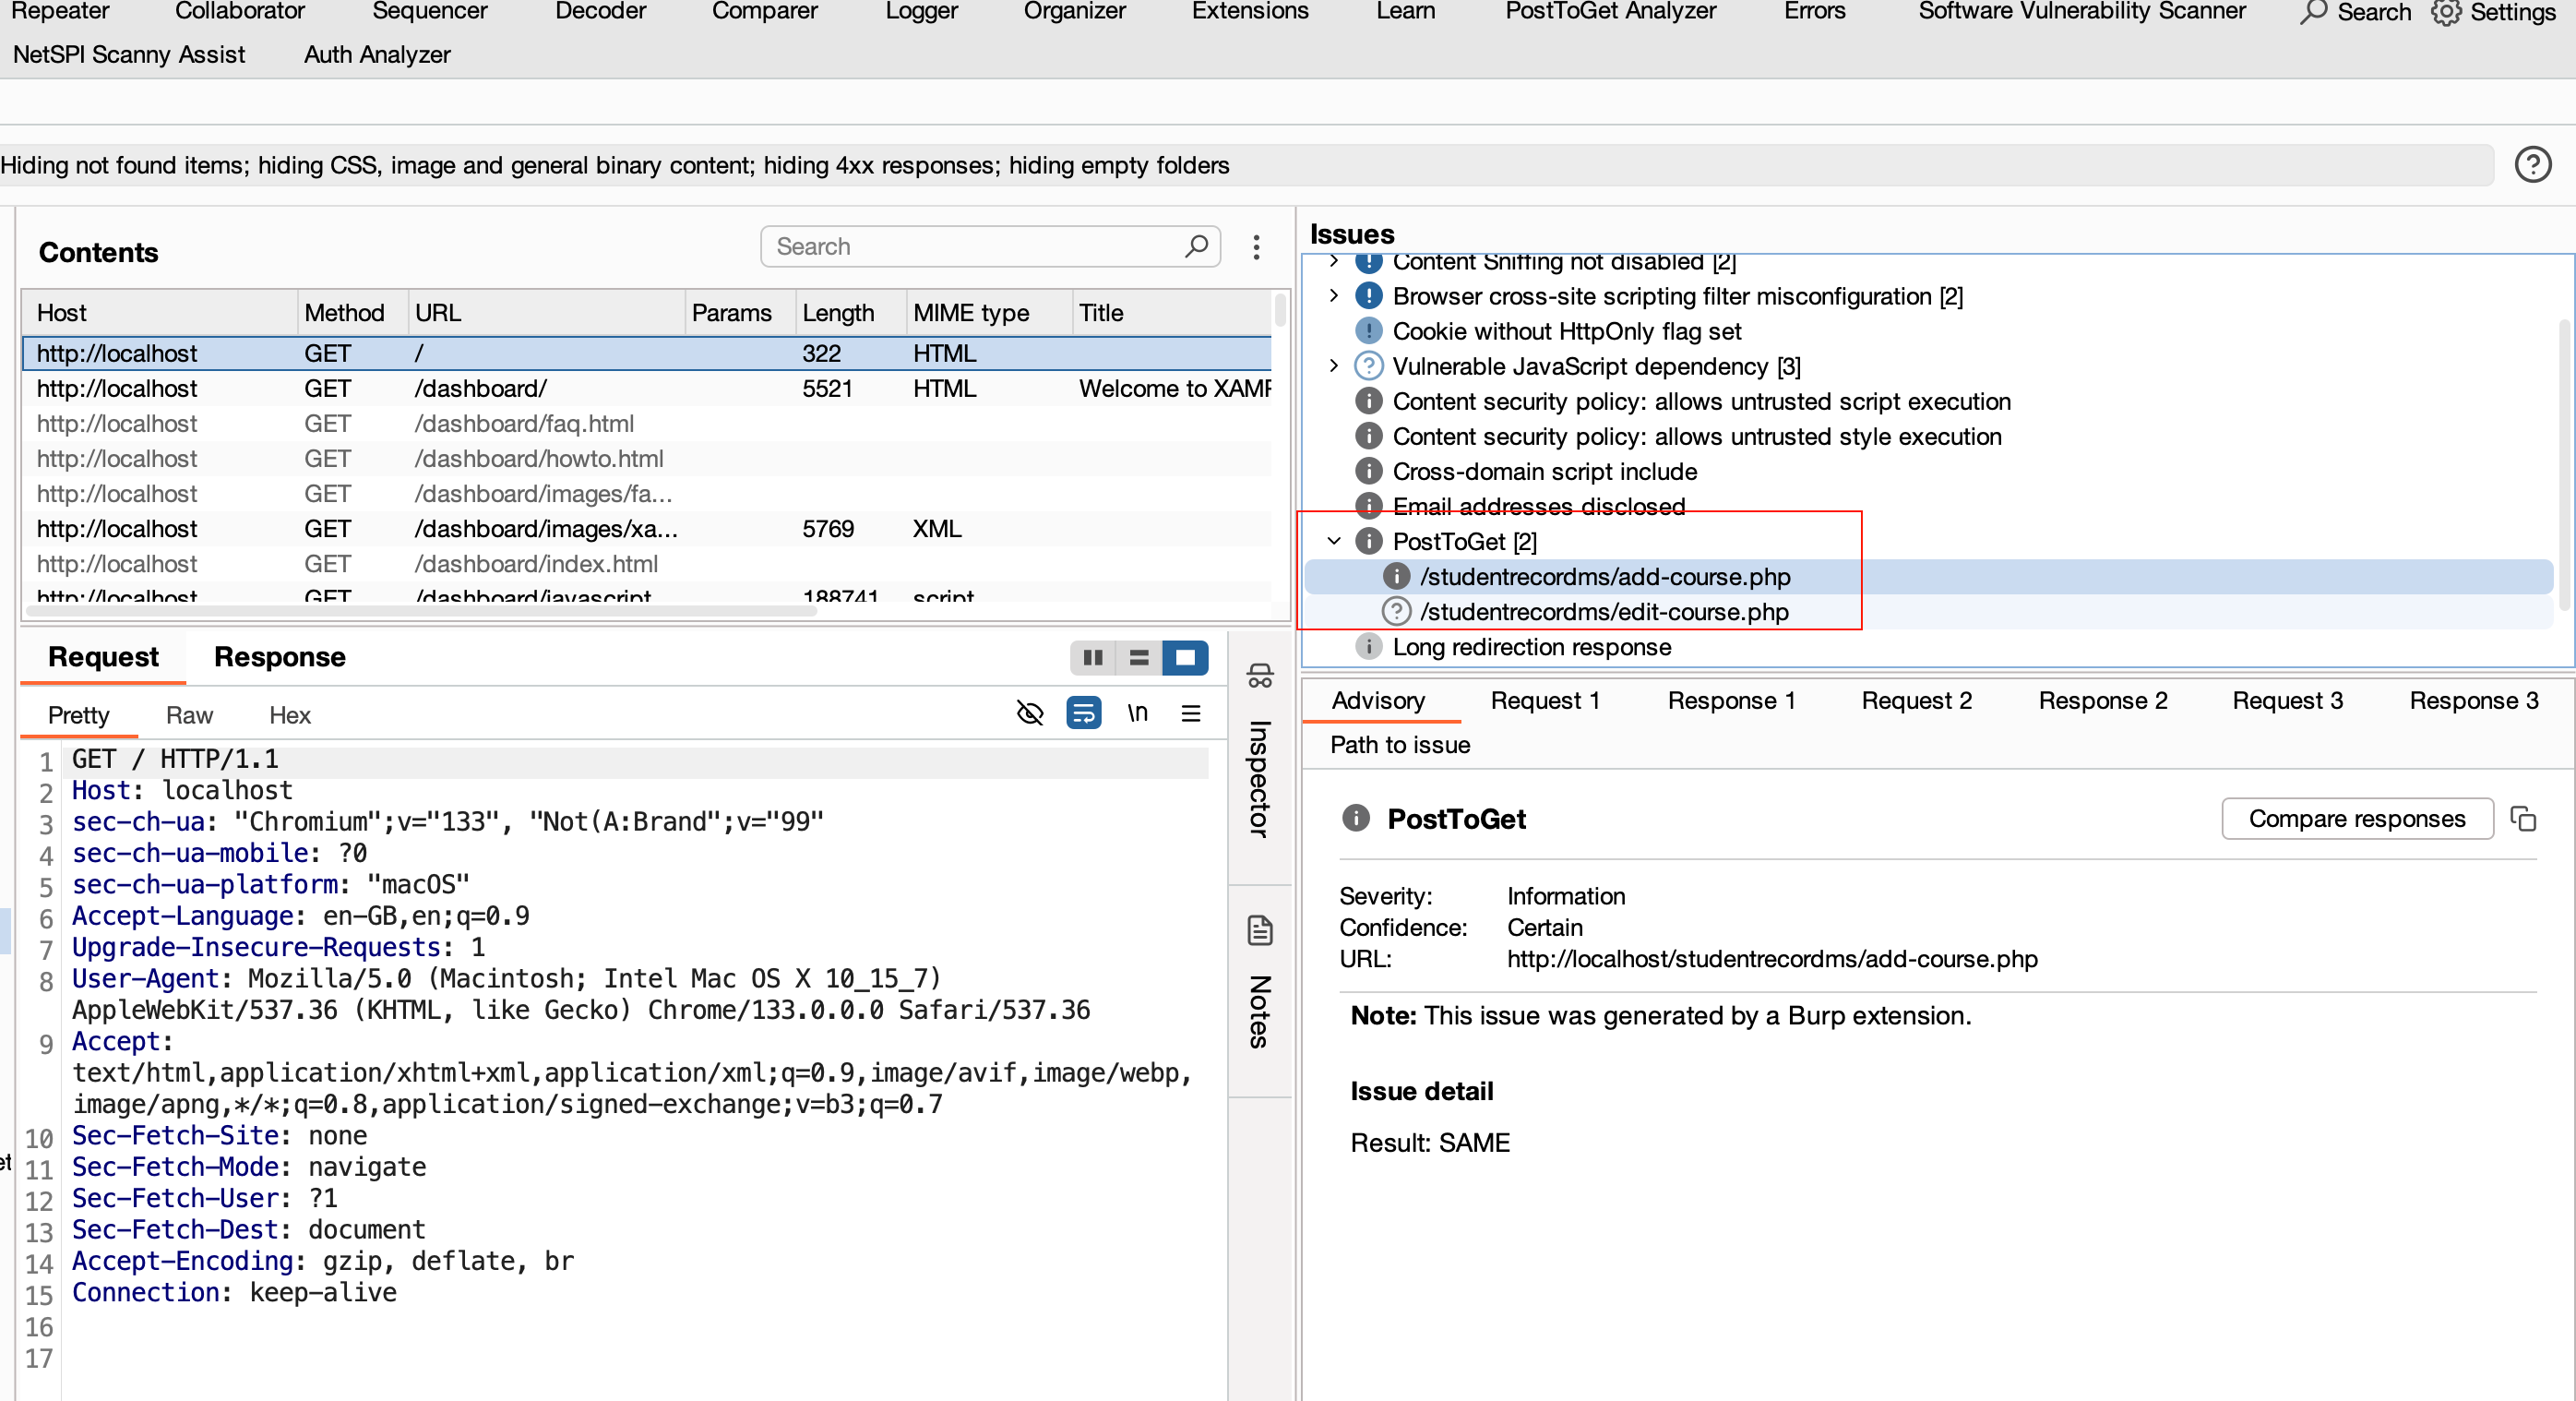 Repeater Collaborator Sequencer Decoder Comparer Logger Organizer Extensions Learn PostToGet Analyzer Errors Software Vulnerability Scanner Search Settings
NetSPI Scanny Assist Auth Analyzer
Hiding not found items; hiding CSS, image and general binary content; hiding 4xx responses; hiding empty folders
Contents
Search
Host Method URL Params Length MIME type Title
http://localhost GET / 322 HTML
http://localhost GET /dashboard/ 5521 HTML Welcome to XAMP
http://localhost GET /dashboard/faq.html
http://localhost GET /dashboard/howto.html
http://localhost GET /dashboard/images/fa...
http://localhost GET /dashboard/images/xa... 5769 XML
http://localhost GET /dashboard/index.html
http://localhost GET /dashboard/javascript 188741 script
Request Response
Pretty Raw Hex
\n
1 GET / HTTP/1.1
2 Host: localhost
3 sec-ch-ua: "Chromium";v="133", "Not(A:Brand";v="99"
4 sec-ch-ua-mobile: ?0
5 sec-ch-ua-platform: "macOS"
6 Accept-Language: en-GB,en;q=0.9
7 Upgrade-Insecure-Requests: 1
8 User-Agent: Mozilla/5.0 (Macintosh; Intel Mac OS X 10_15_7)
AppleWebKit/537.36 (KHTML, like Gecko) Chrome/133.0.0.0 Safari/537.36
9 Accept:
text/html,application/xhtml+xml,application/xml;q=0.9,image/avif,image/webp,
image/apng,*/*;q=0.8,application/signed-exchange;v=b3;q=0.7
10 Sec-Fetch-Site: none
11 Sec-Fetch-Mode: navigate
12 Sec-Fetch-User: ?1
13 Sec-Fetch-Dest: document
14 Accept-Encoding: gzip, deflate, br
15 Connection: keep-alive
16
17
et
Inspector
Notes
Issues
Content Sniffing not disabled [2]
Browser cross-site scripting filter misconfiguration [2]
Cookie without HttpOnly flag set
Vulnerable JavaScript dependency [3]
Content security policy: allows untrusted script execution
Content security policy: allows untrusted style execution
Cross-domain script include
Email addresses disclosed
PostToGet [2]
/studentrecordms/add-course.php
/studentrecordms/edit-course.php
Long redirection response
Advisory Request 1 Response 1 Request 2 Response 2 Request 3 Response 3
Path to issue
PostToGet
Compare responses
Severity: Information
Confidence: Certain
URL: http://localhost/studentrecordms/add-course.php
Note: This issue was generated by a Burp extension.
Issue detail
Result: SAME